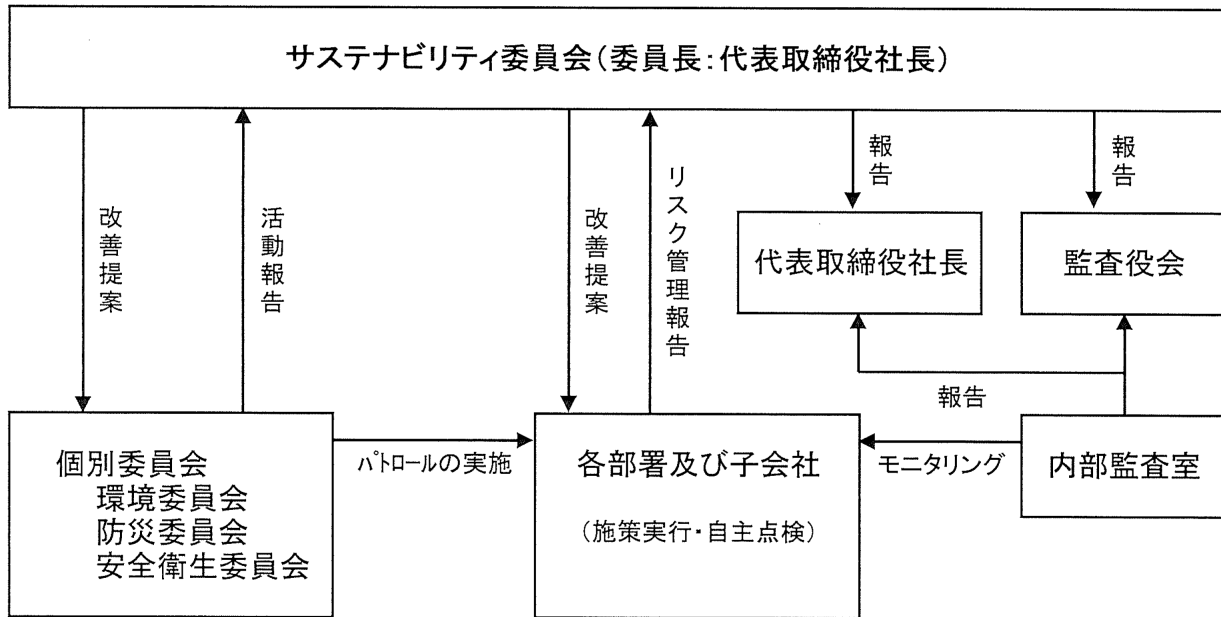 サステナビリティ委員会(委員長:代表取締役社長)
改善提案
活動報告
改善提案
リスク管理報告
報告
報告
代表取締役社長
監査役会
報告
個別委員会
環境委員会
防災委員会
安全衛生委員会
パトロールの実施
各部署及び子会社
(施策実行・自主点検)
モニタリング
内部監査室